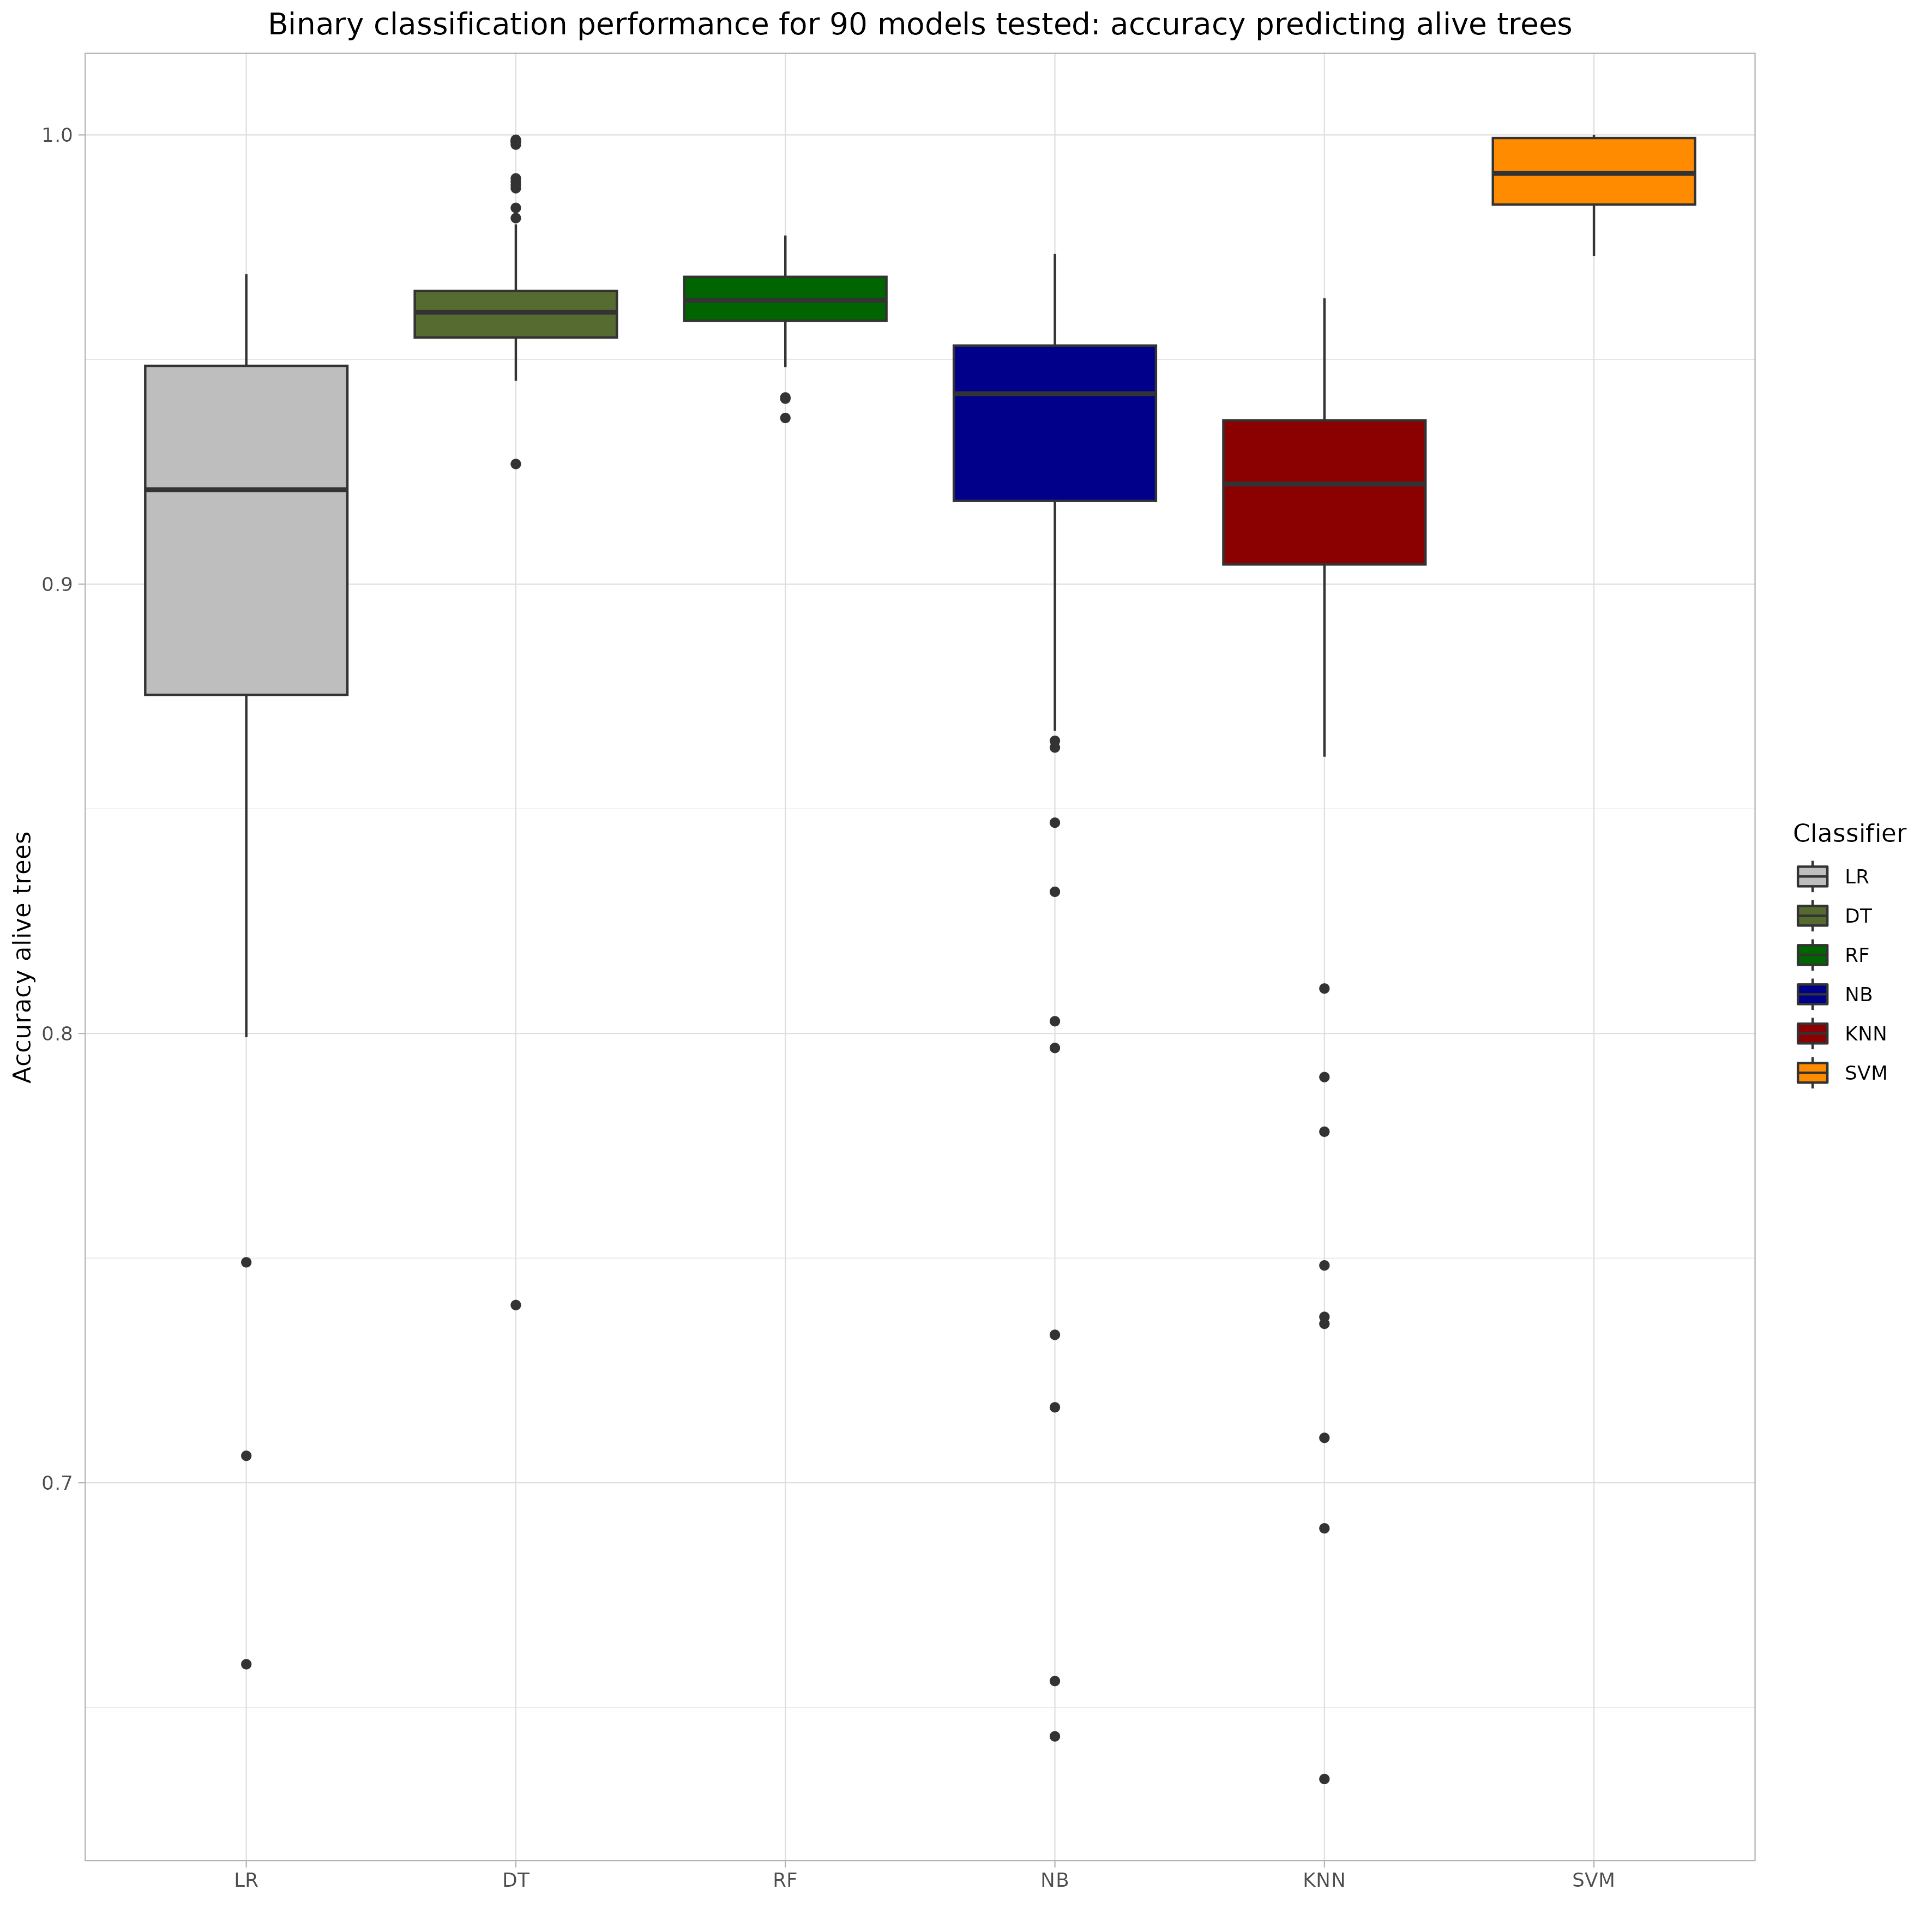 Binary classification performance for 90 models tested: accuracy predicting alive trees
Accuracy alive trees
1.0
0.9
0.8
0.7
LR
DT
RF
NB
KNN
SVM
Classifier
LR
DT
RF
NB
KNN
SVM